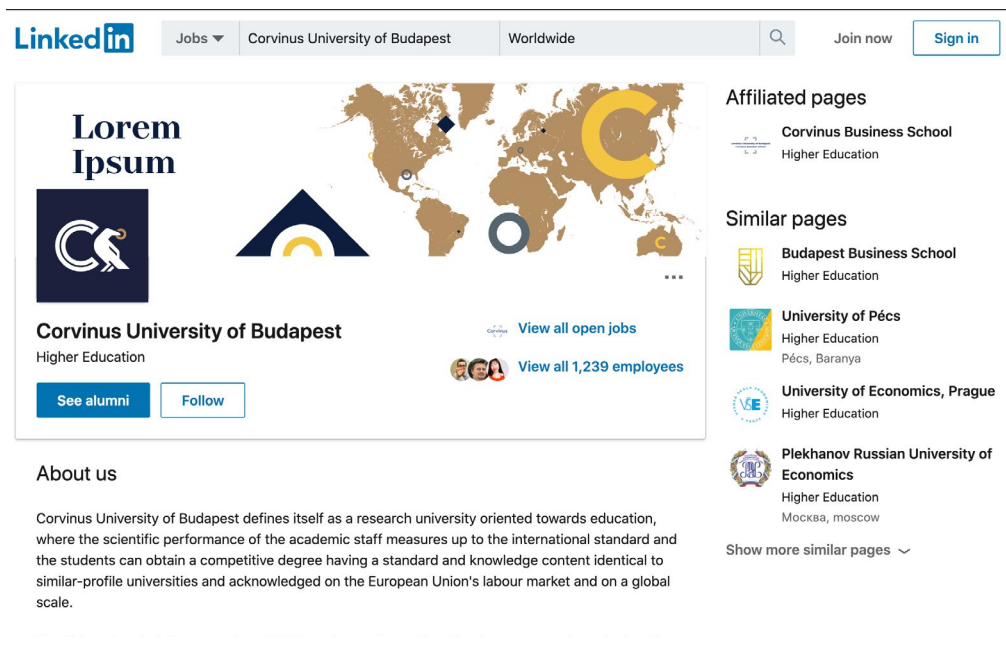 Linked in
Jobs
Corvinus University of Budapest
Worldwide
Join now
Sign in
Lorem
Ipsum
C
C
Corvinus University of Budapest
Higher Education
See alumni
Follow
Corvinus
View all open jobs
View all 1,239 employees
About us
Corvinus University of Budapest defines itself as a research university oriented towards education,
where the scientific performance of the academic staff measures up to the international standard and
the students can obtain a competitive degree having a standard and knowledge content identical to
similar-profile universities and acknowledged on the European Union's labour market and on a global
scale.
Affiliated pages
Corvinus Business School
Higher Education
Similar pages
Budapest Business School
Higher Education
University of Pécs
Higher Education
Pécs, Baranya
University of Economics, Prague
Higher Education
VŠE
Plekhanov Russian University of
Economics
Higher Education
Москва, moscow
Show more similar pages